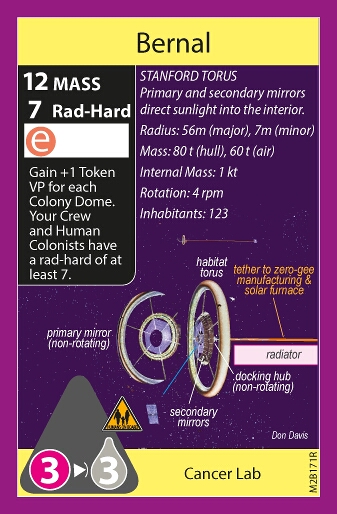 Bernal
12 MASS
7 Rad-Hard
e
Gain +1 Token
VP for each
Colony Dome.
Your Crew
and Human
Colonists have
a rad-hard of at
least 7.
STANFORD TORUS
Primary and secondary mirrors
direct sunlight into the interior.
Radius: 56m (major), 7m (minor)
Mass: 80 t (hull), 60 t (air)
Internal Mass: 1 kt
Rotation: 4 rpm
Inhabitants: 123
habitat
torus
tether to zero-gee
manufacturing &
solar furnace
primary mirror
(non-rotating)
radiator
docking hub
(non-rotating)
secondary
mirrors
Don Davis
3 3
Cancer Lab
M2B171R